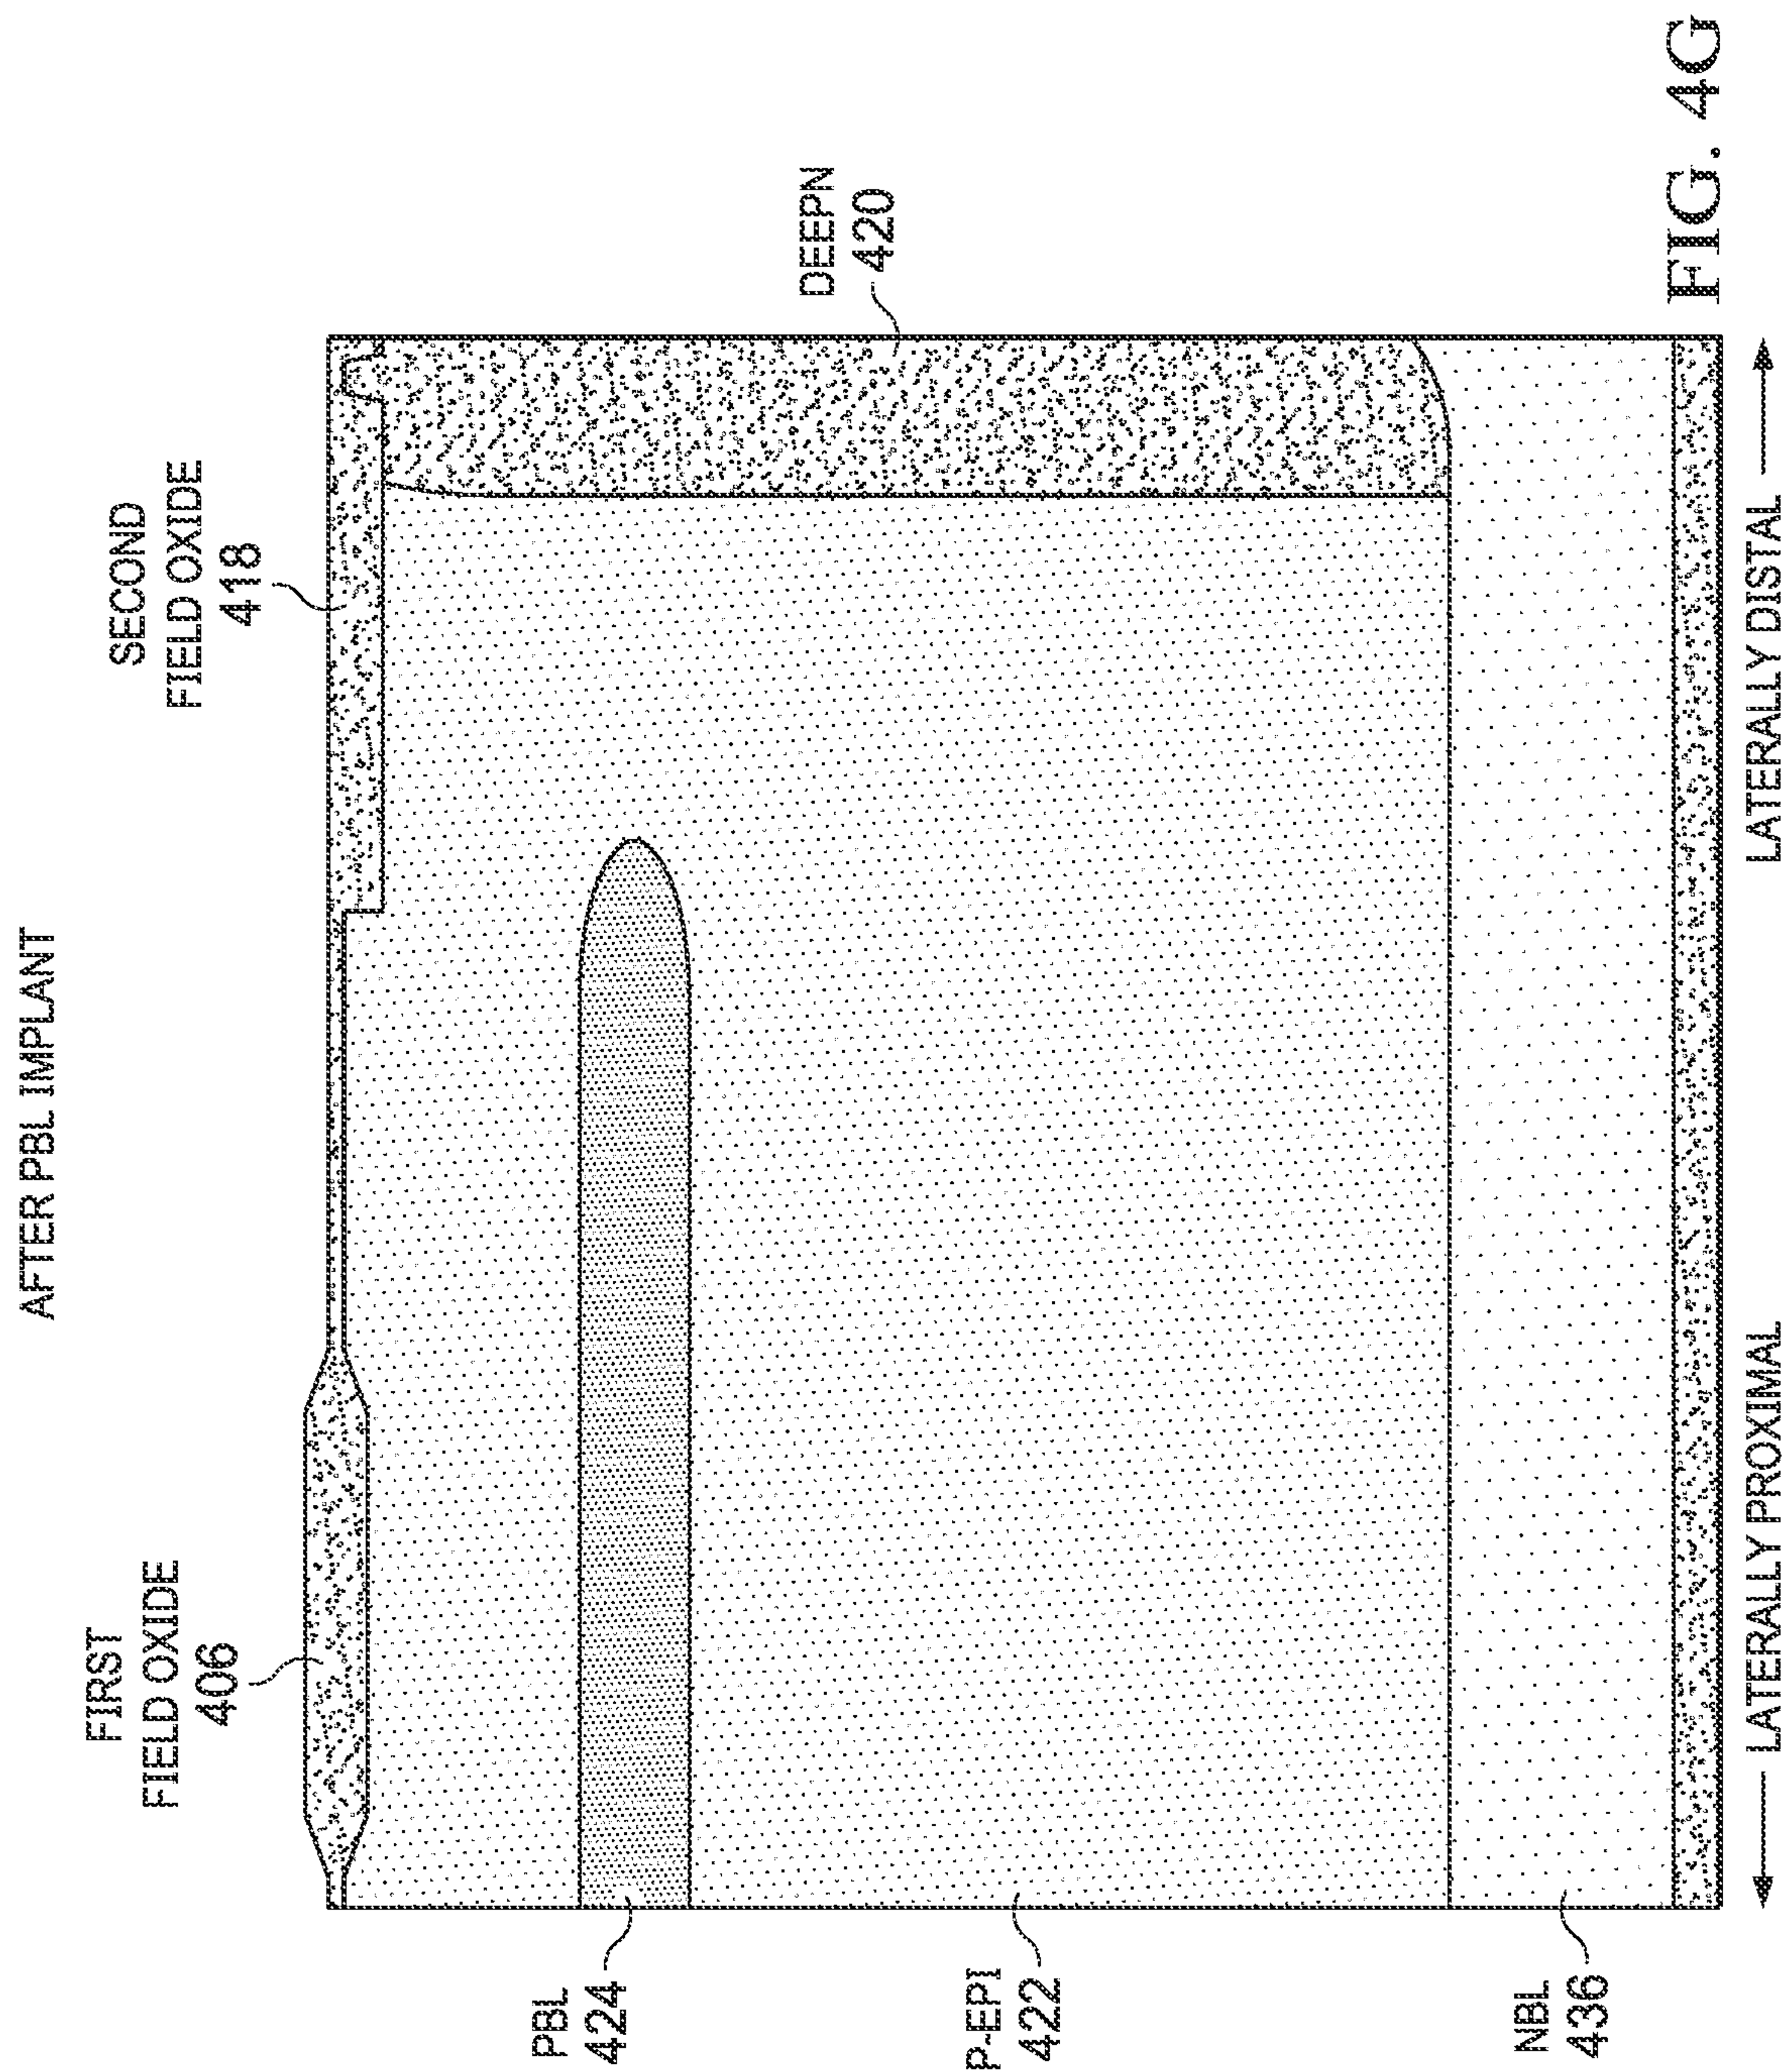 AFTER PBL IMPLANT
FIRST
FIELD OXIDE
406
SECOND
FIELD OXIDE
418
PBL
424
P-EPI
422
NBL
436
DEEPN
420
LATERALLY PROXIMAL
LATERALLY DISTAL
FIG. 4G